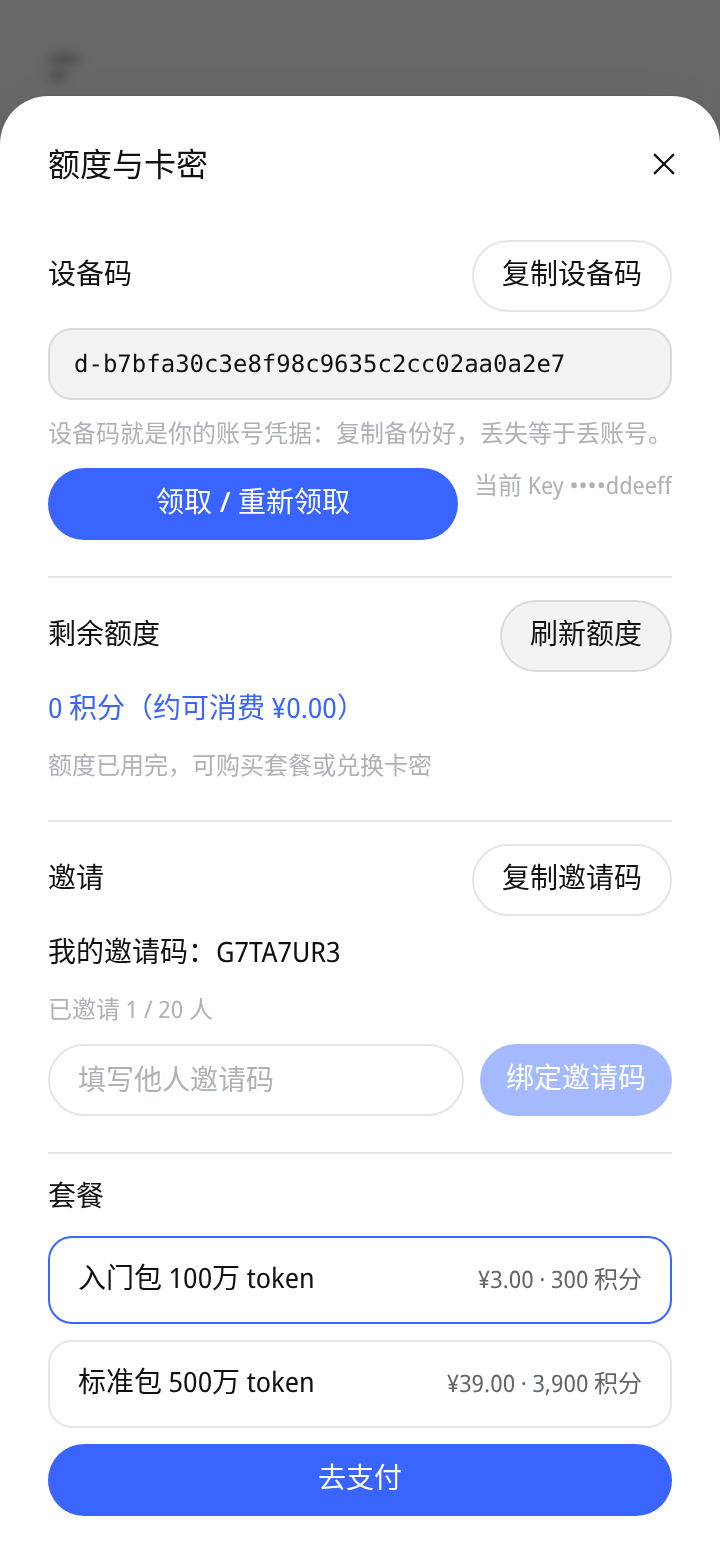 额度与卡密
设备码
复制设备码
d-b7bfa30c3e8f98c9635c2cc02aa0a2e7
设备码就是你的账号凭据：复制备份好，丢失等于丢账号。
领取 / 重新领取
当前 Key ••••ddeeff
剩余额度
刷新额度
0 积分（约可消费 ¥0.00）
额度已用完，可购买套餐或兑换卡密
邀请
复制邀请码
我的邀请码：G7TA7UR3
已邀请 1 / 20 人
填写他人邀请码
绑定邀请码
套餐
入门包 100万 token
¥3.00 · 300 积分
标准包 500万 token
¥39.00 · 3,900 积分
去支付